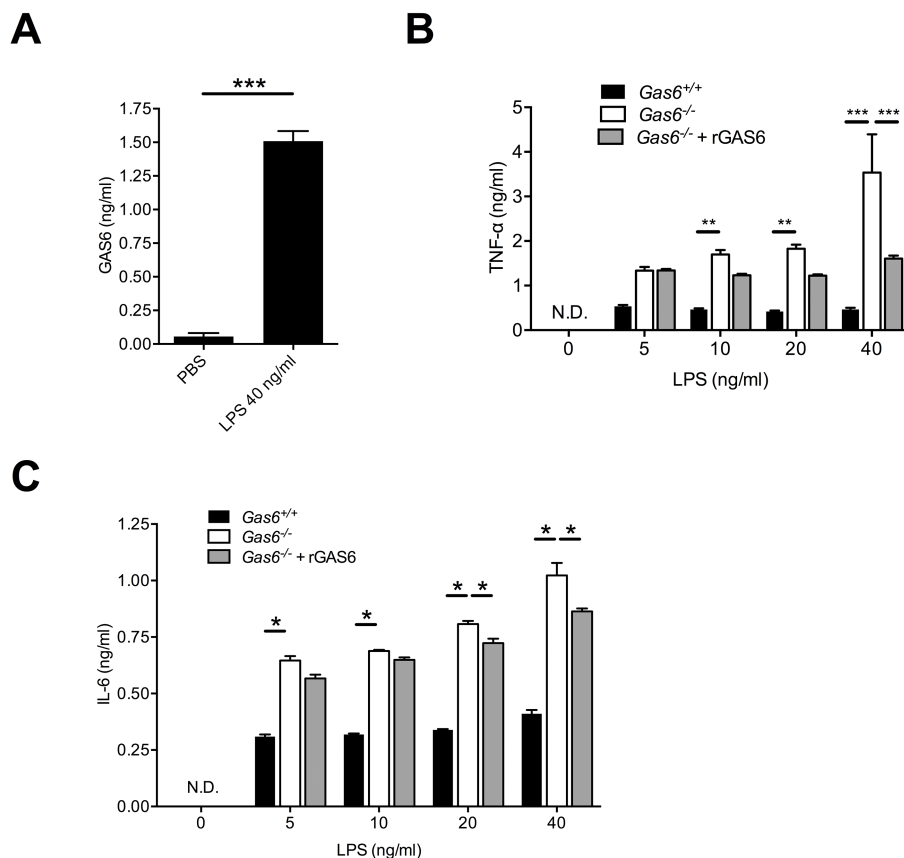 A
***
1.75
1.50
1.25
1.00
0.75
0.50
0.25
0.00
GAS6 (ng/ml)
PBS
LPS 40 ng/ml
B
Gas6+/+
Gas6-/-
Gas6-/- + rGAS6
5
4
3
2
1
0
TNF-α (ng/ml)
N.D.
**
**
***
***
0
5
10
20
40
LPS (ng/ml)
C
Gas6+/+
Gas6-/-
Gas6-/- + rGAS6
1.25
1.00
0.75
0.50
0.25
0.00
IL-6 (ng/ml)
N.D.
*
*
* *
* *
0
5
10
20
40
LPS (ng/ml)